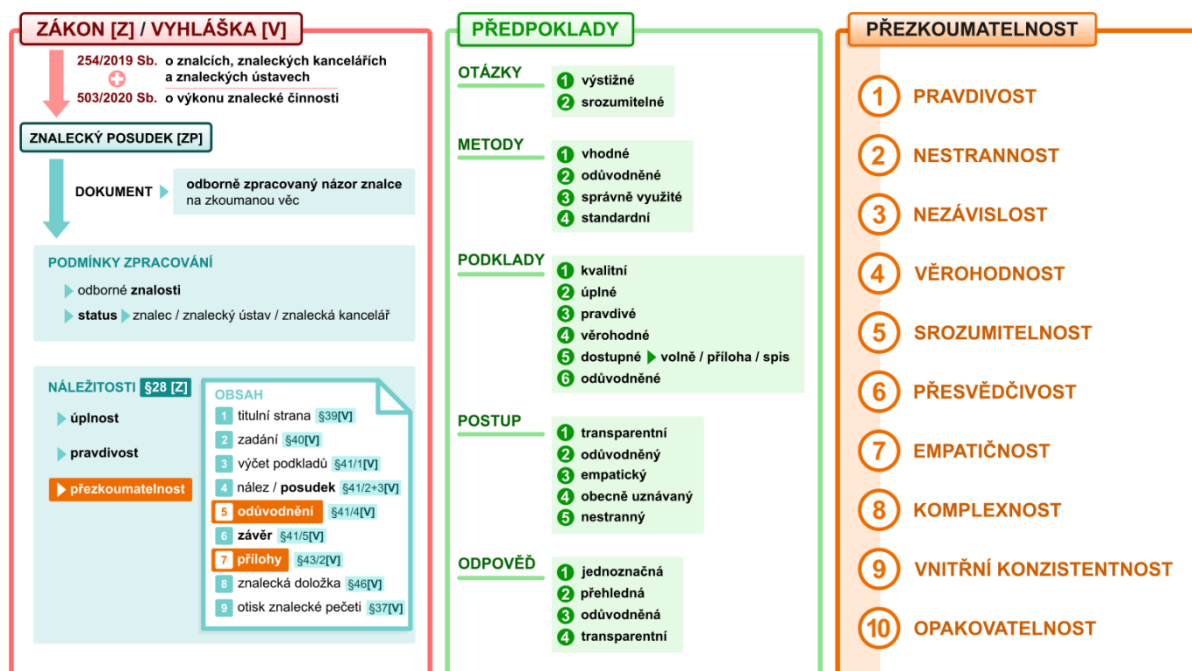 ZÁKON [Z] / VYHLÁŠKA [V]
254/2019 Sb. o znalcích, znaleckých kancelářích
a znaleckých ústavech
503/2020 Sb. o výkonu znalecké činnosti
ZNALECKÝ POSUDEK [ZP]
DOKUMENT
odborně zpracovaný názor znalce
na zkoumanou věc
PODMÍNKY ZPRACOVÁNÍ
odborné znalosti
status znalec / znalecký ústav / znalecká kancelář
NÁLEŽITOSTI §28 [Z]
úplnost
pravdivost
přezkoumatelnost
OBSAH
1 titulní strana §39[V]
2 zadání §40[V]
3 výčet podkladů §41/1[V]
4 nález / posudek §41/2+3[V]
5 odůvodnění §41/4[V]
6 závěr §41/5[V]
7 přílohy §43/2[V]
8 znalecká doložka §46[V]
9 otisk znalecké pečeti §37[V]
PŘEDPOKLADY
OTÁZKY
1 výstižné
2 srozumitelné
METODY
1 vhodné
2 odůvodněné
3 správně využité
4 standardní
PODKLADY
1 kvalitní
2 úplné
3 pravdivé
4 věrohodné
5 dostupné volně / příloha / spis
6 odůvodněné
POSTUP
1 transparentní
2 odůvodněný
3 empatický
4 obecně uznávaný
5 nestranný
ODPOVĚĎ
1 jednoznačná
2 přehledná
3 odůvodněná
4 transparentní
PŘEZKOUMATELNOST
1 PRAVDIVOST
2 NESTRANNOST
3 NEZÁVISLOST
4 VĚROHODNOST
5 SROZUMITELNOST
6 PŘESVĚDČIVOST
7 EMPATIČNOST
8 KOMPLEXNOST
9 VNITŘNÍ KONZISTENTNOST
10 OPAKOVATELNOST